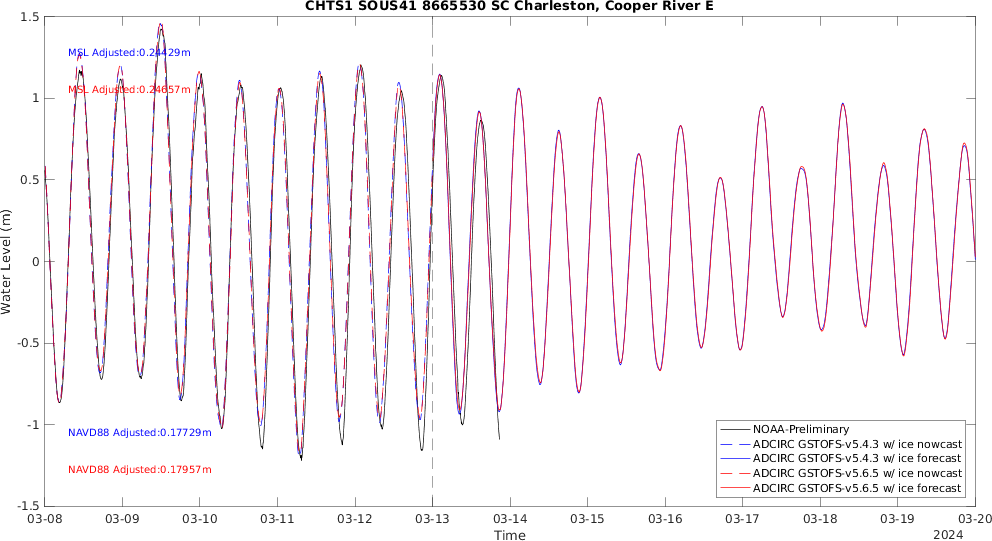 CHTS1 SOUS41 8665530 SC Charleston, Cooper River E
1.5
1
0.5
0
-0.5
-1
-1.5
Water Level (m)
MSL Adjusted:0.24429m
MSL Adjusted:0.24657m
NAVD88 Adjusted:0.17729m
NAVD88 Adjusted:0.17957m
NOAA-Preliminary
ADCIRC GSTOFS-v5.4.3 w/ ice nowcast
ADCIRC GSTOFS-v5.4.3 w/ ice forecast
ADCIRC GSTOFS-v5.6.5 w/ ice nowcast
ADCIRC GSTOFS-v5.6.5 w/ ice forecast
03-08 03-09 03-10 03-11 03-12 03-13 03-14 03-15 03-16 03-17 03-18 03-19 03-20
Time
2024